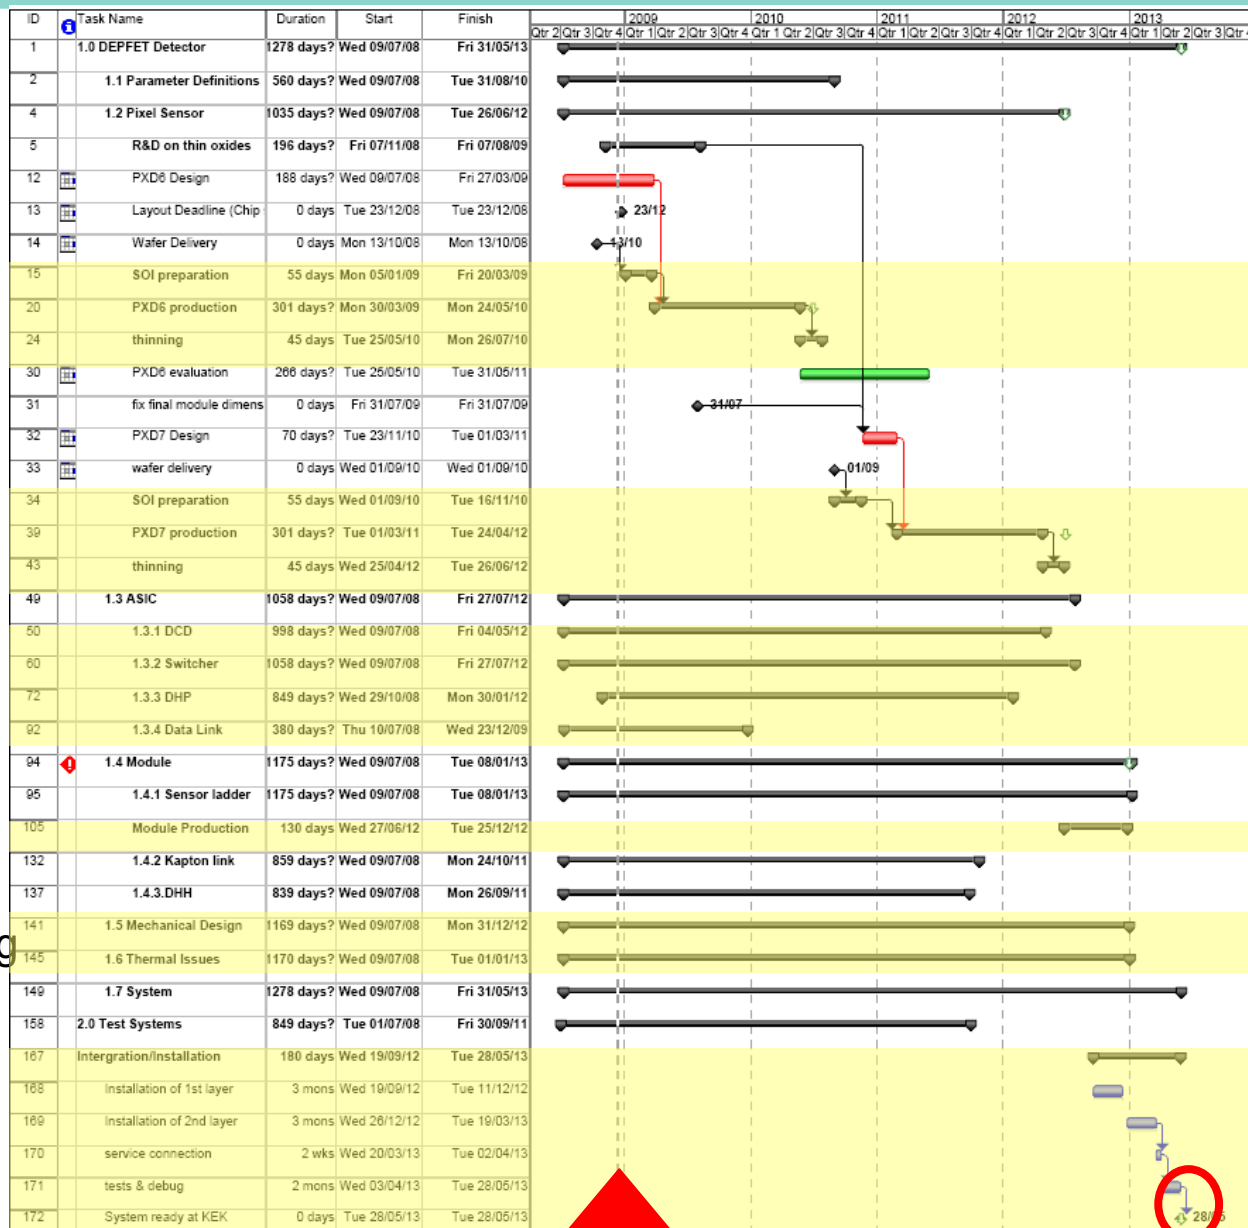 ID Task Name Duration Start Finish 2009 2010 2011 2012 2013
Qtr 2 Qtr 3 Qtr 4 Qtr 1 Qtr 2 Qtr 3 Qtr 4 Qtr 1 Qtr 2 Qtr 3 Qtr 4 Qtr 1 Qtr 2 Qtr 3 Qtr 4 Qtr 1 Qtr 2 Qtr 3 Qtr 4 Qtr 1 Qtr 2 Qtr 3 Qtr 4
1 1.0 DEPFET Detector 1278 days? Wed 09/07/08 Fri 31/05/13
2 1.1 Parameter Definitions 560 days? Wed 09/07/08 Tue 31/08/10
4 1.2 Pixel Sensor 1035 days? Wed 09/07/08 Tue 26/06/12
5 R&D on thin oxides 196 days? Fri 07/11/08 Fri 07/08/09
12 PXD6 Design 188 days? Wed 09/07/08 Fri 27/03/09
13 Layout Deadline (Chip 0 days Tue 23/12/08 Tue 23/12/08 23/12
14 Wafer Delivery 0 days Mon 13/10/08 Mon 13/10/08 13/10
15 SOI preparation 55 days Mon 05/01/09 Fri 20/03/09
20 PXD6 production 301 days? Mon 30/03/09 Mon 24/05/10
24 thinning 45 days Tue 25/05/10 Mon 26/07/10
30 PXD6 evaluation 266 days? Tue 25/05/10 Tue 31/05/11
31 fix final module dimens 0 days Fri 31/07/09 Fri 31/07/09 31/07
32 PXD7 Design 70 days? Tue 23/11/10 Tue 01/03/11
33 wafer delivery 0 days Wed 01/09/10 Wed 01/09/10 01/09
34 SOI preparation 55 days Wed 01/09/10 Tue 16/11/10
39 PXD7 production 301 days? Tue 01/03/11 Tue 24/04/12
43 thinning 45 days Wed 25/04/12 Tue 26/06/12
49 1.3 ASIC 1058 days? Wed 09/07/08 Fri 27/07/12
50 1.3.1 DCD 998 days? Wed 09/07/08 Fri 04/05/12
60 1.3.2 Switcher 1058 days? Wed 09/07/08 Fri 27/07/12
72 1.3.3 DHP 849 days? Wed 29/10/08 Mon 30/01/12
92 1.3.4 Data Link 380 days? Thu 10/07/08 Wed 23/12/09
94 1.4 Module 1175 days? Wed 09/07/08 Tue 08/01/13
95 1.4.1 Sensor ladder 1175 days? Wed 09/07/08 Tue 08/01/13
105 Module Production 130 days Wed 27/06/12 Tue 25/12/12
132 1.4.2 Kapton link 859 days? Wed 09/07/08 Mon 24/10/11
137 1.4.3.DHH 839 days? Wed 09/07/08 Mon 26/09/11
141 1.5 Mechanical Design 1169 days? Wed 09/07/08 Mon 31/12/12
g
145 1.6 Thermal Issues 1170 days? Wed 09/07/08 Tue 01/01/13
149 1.7 System 1278 days? Wed 09/07/08 Fri 31/05/13
158 2.0 Test Systems 849 days? Tue 01/07/08 Fri 30/09/11
167 Intergration/Installation 180 days Wed 19/09/12 Tue 28/05/13
168 Installation of 1st layer 3 mons Wed 19/09/12 Tue 11/12/12
169 Installation of 2nd layer 3 mons Wed 26/12/12 Tue 19/03/13
170 service connection 2 wks Wed 20/03/13 Tue 02/04/13
171 tests & debug 2 mons Wed 03/04/13 Tue 28/05/13
172 System ready at KEK 0 days Tue 28/05/13 Tue 28/05/13 28/05